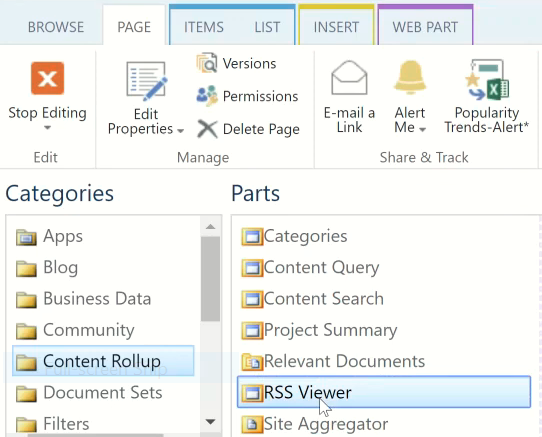 BROWSE PAGE ITEMS LIST INSERT WEB PART
Stop Editing
Edit
Properties
Versions
Permissions
Delete Page
E-mail a
Link
Alert
Me
Popularity
Trends-Alert*
Edit Manage Share & Track
Categories Parts
Apps
Blog
Business Data
Community
Content Rollup
Document Sets
Filters
Categories
Content Query
Content Search
Project Summary
Relevant Documents
RSS Viewer
Site Aggregator